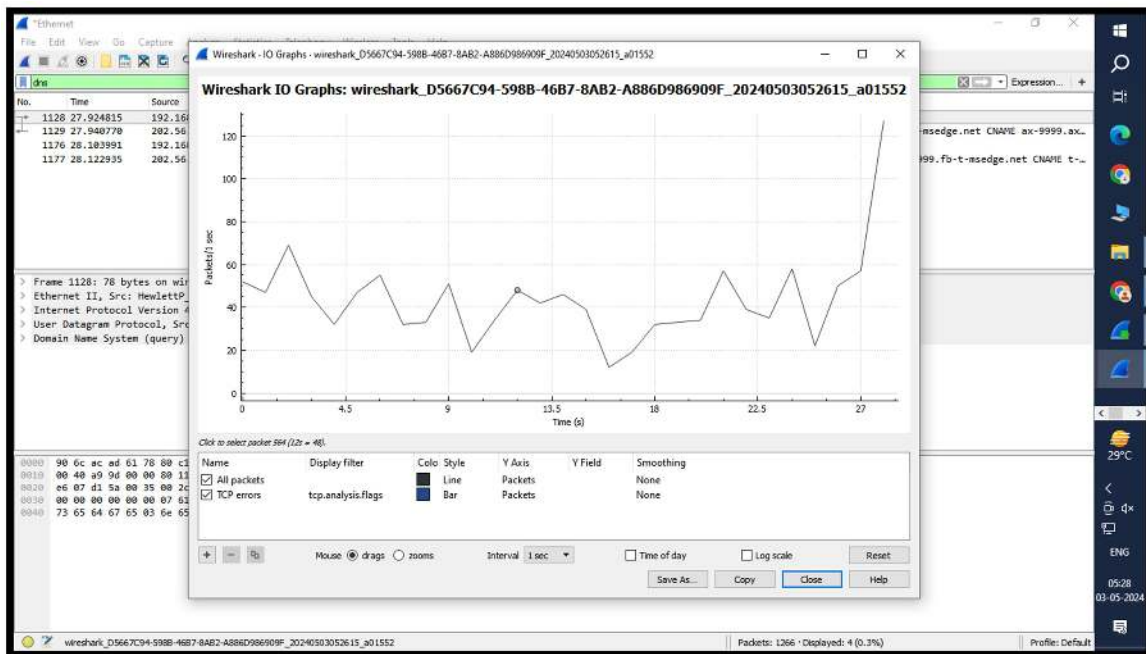 *Ethernet
File Edit View Go Capture
Wireshark · IO Graphs · wireshark_D5667C94-598B-46B7-8AB2-A886D986909F_20240503052615_a01552
dns
Expression... +
No. Time Source
1128 27.924815 192.168
1129 27.940770 202.56
1176 28.103991 192.168
1177 28.122935 202.56
-msedge.net CNAME ax-9999.ax…
999.fb-t-msedge.net CNAME t-…
Wireshark IO Graphs: wireshark_D5667C94-598B-46B7-8AB2-A886D986909F_20240503052615_a01552
Packets/1 sec
120
100
80
60
40
20
0
0 4.5 9 13.5 18 22.5 27
Time (s)
Click to select packet 564 (12s = 48).
Frame 1128: 78 bytes on wir
Ethernet II, Src: HewlettP_
Internet Protocol Version 4
User Datagram Protocol, Src
Domain Name System (query)
0000 90 6c ac ad 61 78 80 c1
0010 00 40 a9 9d 00 00 80 11
0020 e6 07 d1 5a 00 35 00 2c
0030 00 00 00 00 00 00 07 61
0040 73 65 64 67 65 03 6e 65
Name Display filter Colo Style Y Axis Y Field Smoothing
All packets Line Packets None
TCP errors tcp.analysis.flags Bar Packets None
Mouse drags zooms Interval 1 sec Time of day Log scale Reset
Save As... Copy Close Help
wireshark_D5667C94-598B-46B7-8AB2-A886D986909F_20240503052615_a01552
Packets: 1266 · Displayed: 4 (0.3%)
Profile: Default
29°C
ENG
05:28
03-05-2024